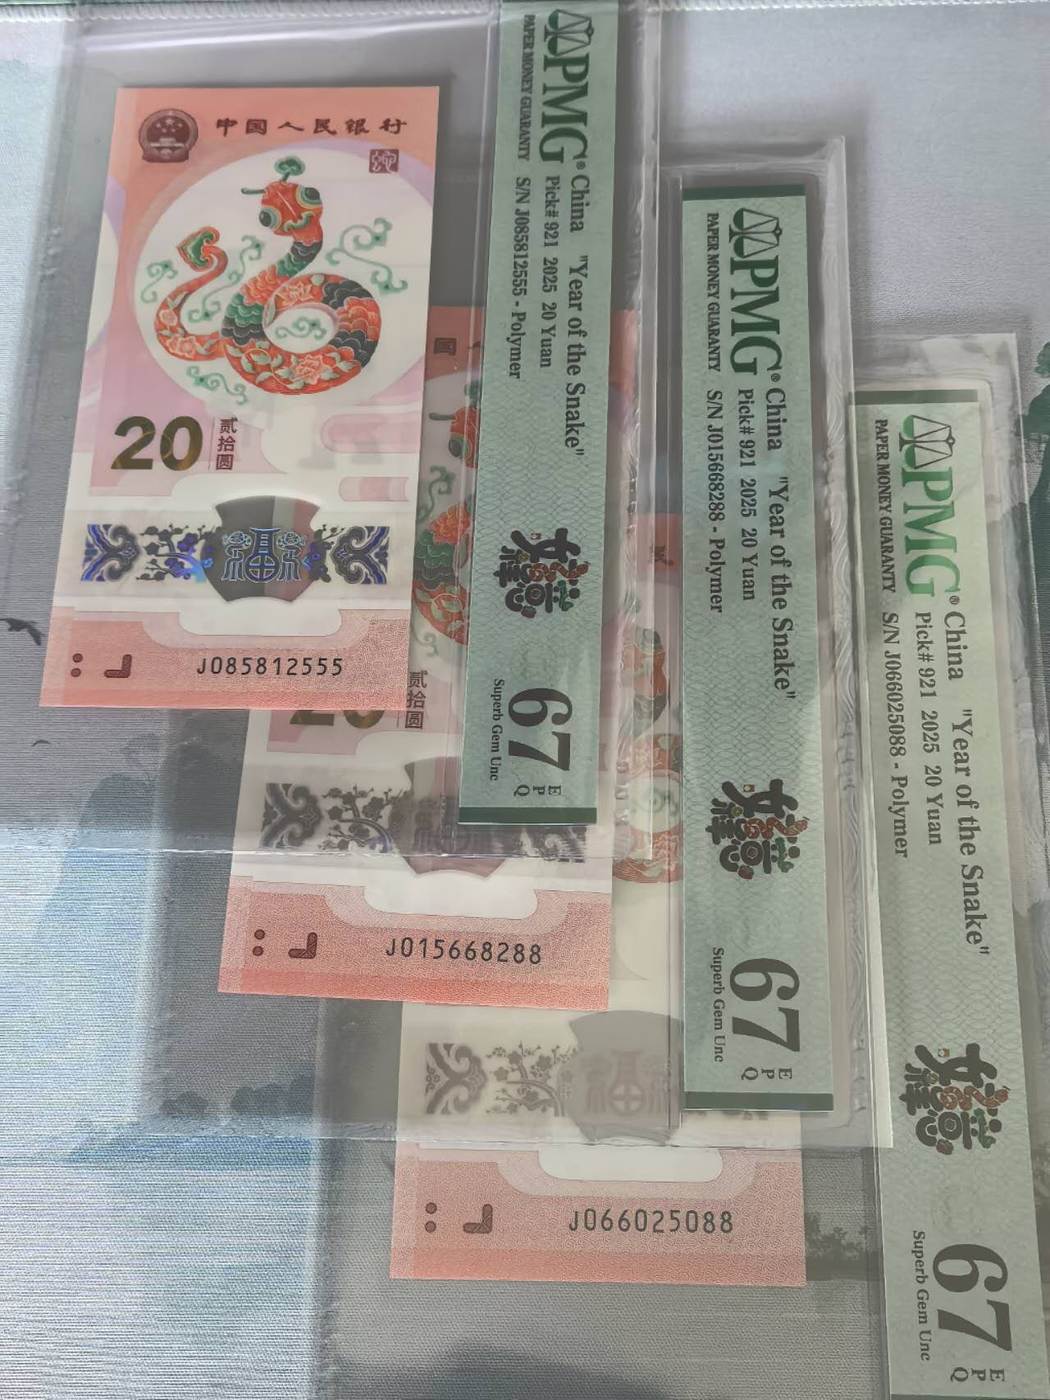 中国人民银行
20
贰拾圆
J085812555
PMG®
PAPER MONEY GUARANTY
China "Year of the Snake"
Pick# 921 2025 20 Yuan
S/N J085812555 - Polymer
67
EPQ
Superb Gem Unc
国
20
贰拾圆
J015668288
PMG®
PAPER MONEY GUARANTY
China "Year of the Snake"
Pick# 921 2025 20 Yuan
S/N J015668288 - Polymer
67
EPQ
Superb Gem Unc
J066025088
PMG®
PAPER MONEY GUARANTY
China "Year of the Snake"
Pick# 921 2025 20 Yuan
S/N J066025088 - Polymer
67
EPQ
Superb Gem Unc